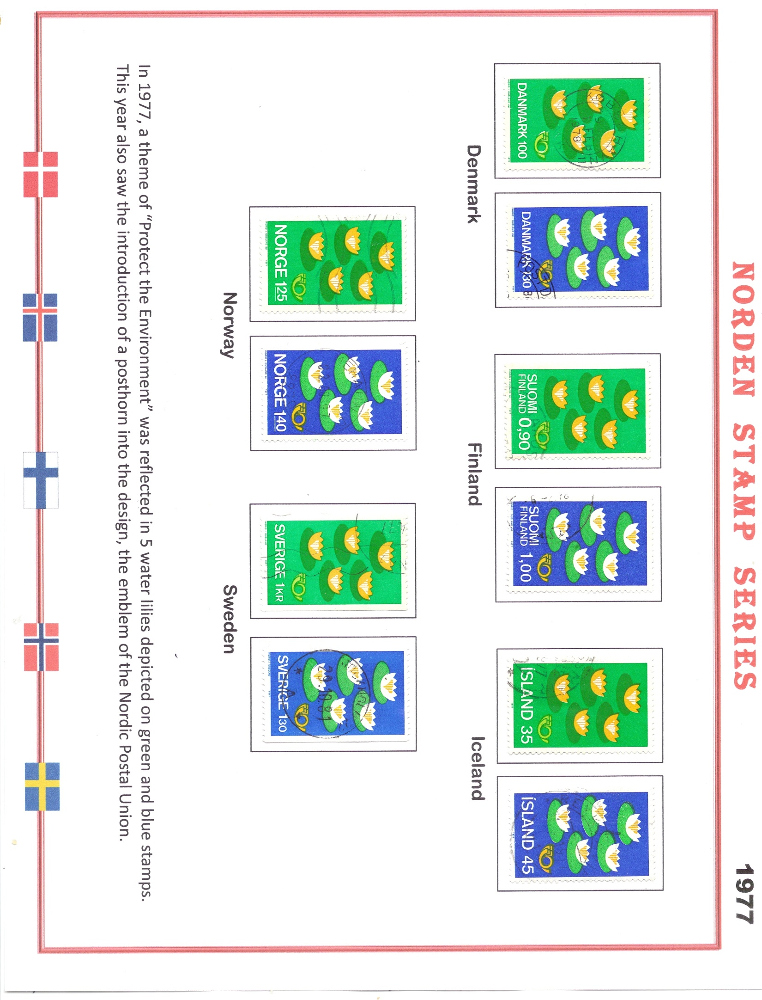 NORDEN STAMP SERIES 1977
DANMARK 100
DANMARK 130
SUOMI
FINLAND 0,90
SUOMI
FINLAND 1,00
ÍSLAND 35
ÍSLAND 45
Denmark
Finland
Iceland
NORGE 125
NORGE 140
SVERIGE 1KR
SVERIGE 130
29.10.81
Norway
Sweden
In 1977, a theme of “Protect the Environment” was reflected in 5 water lilies depicted on green and blue stamps.
This year also saw the introduction of a posthorn into the design, the emblem of the Nordic Postal Union.